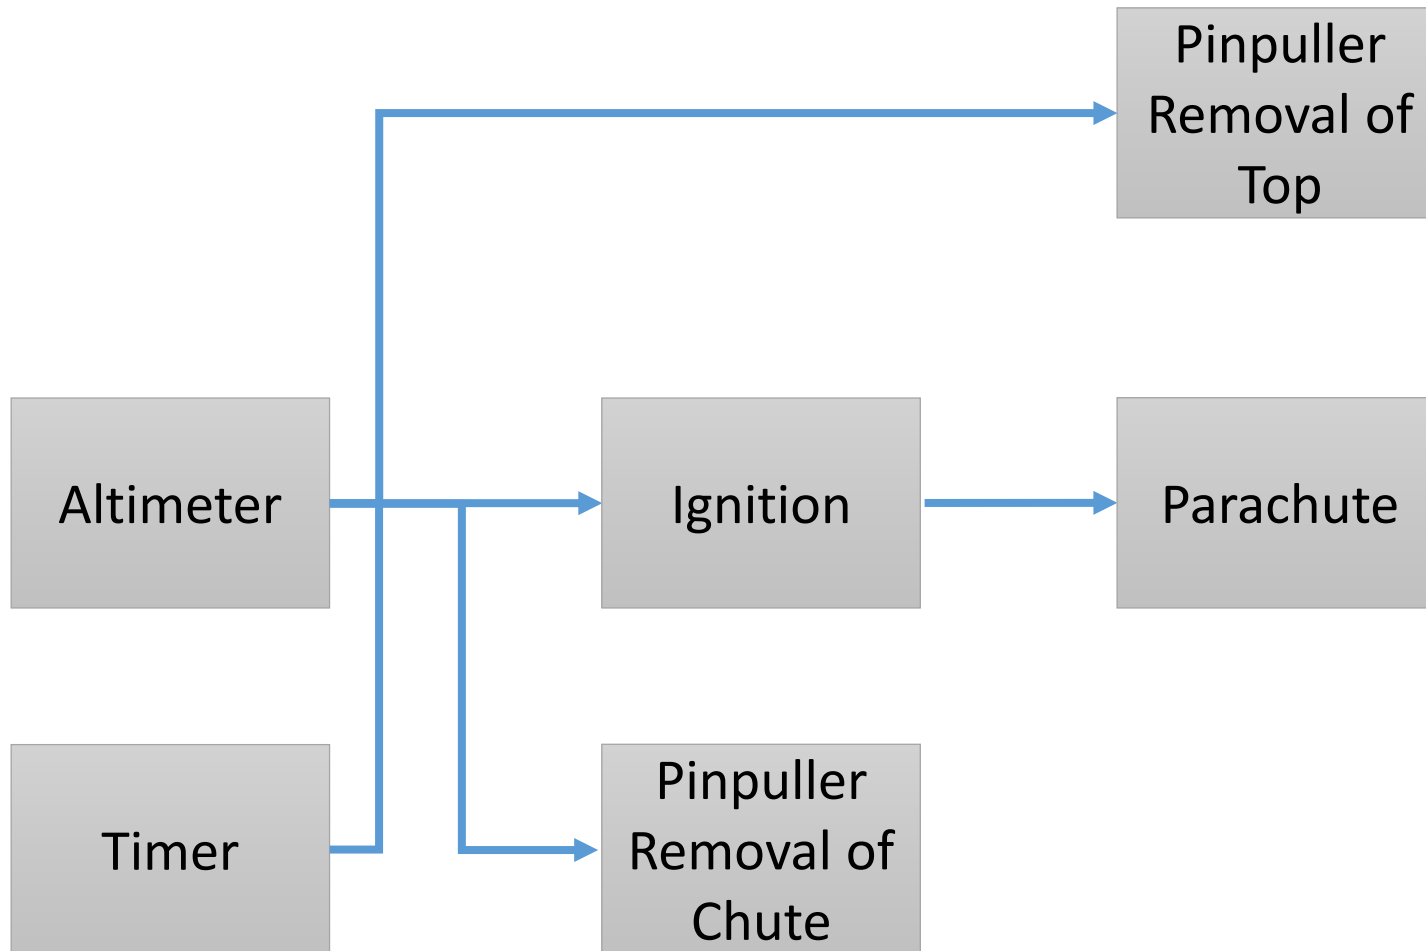 Pinpuller
Removal of
Top
Altimeter
Ignition
Parachute
Timer
Pinpuller
Removal of
Chute